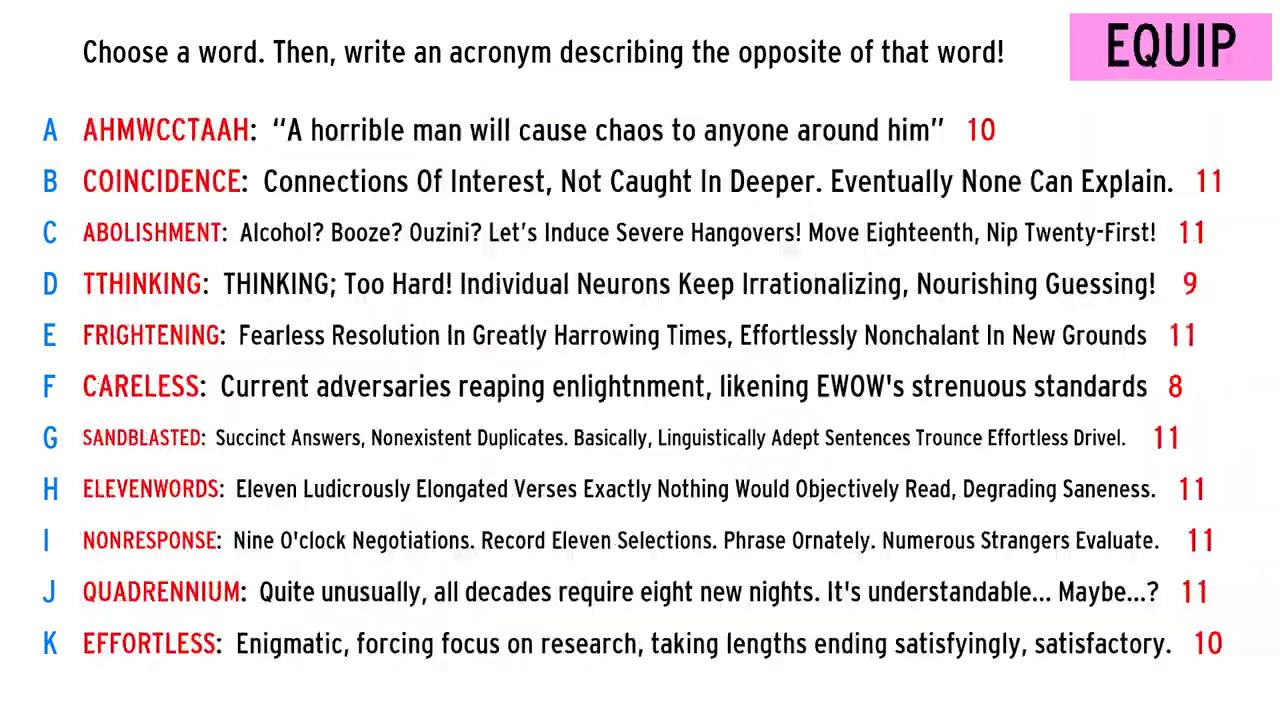 Choose a word. Then, write an acronym describing the opposite of that word!
EQUIP
A AHMWCCTAAH: “A horrible man will cause chaos to anyone around him” 10
B COINCIDENCE: Connections Of Interest, Not Caught In Deeper. Eventually None Can Explain. 11
C ABOLISHMENT: Alcohol? Booze? Ouzini? Let’s Induce Severe Hangovers! Move Eighteenth, Nip Twenty-First! 11
D TTHINKING: THINKING; Too Hard! Individual Neurons Keep Irrationalizing, Nourishing Guessing! 9
E FRIGHTENING: Fearless Resolution In Greatly Harrowing Times, Effortlessly Nonchalant In New Grounds 11
F CARELESS: Current adversaries reaping enlightnment, likening EWOW's strenuous standards 8
G SANDBLASTED: Succinct Answers, Nonexistent Duplicates. Basically, Linguistically Adept Sentences Trounce Effortless Drivel. 11
H ELEVENWORDS: Eleven Ludicrously Elongated Verses Exactly Nothing Would Objectively Read, Degrading Saneness. 11
I NONRESPONSE: Nine O'clock Negotiations. Record Eleven Selections. Phrase Ornately. Numerous Strangers Evaluate. 11
J QUADRENNIUM: Quite unusually, all decades require eight new nights. It's understandable... Maybe...? 11
K EFFORTLESS: Enigmatic, forcing focus on research, taking lengths ending satisfyingly, satisfactory. 10